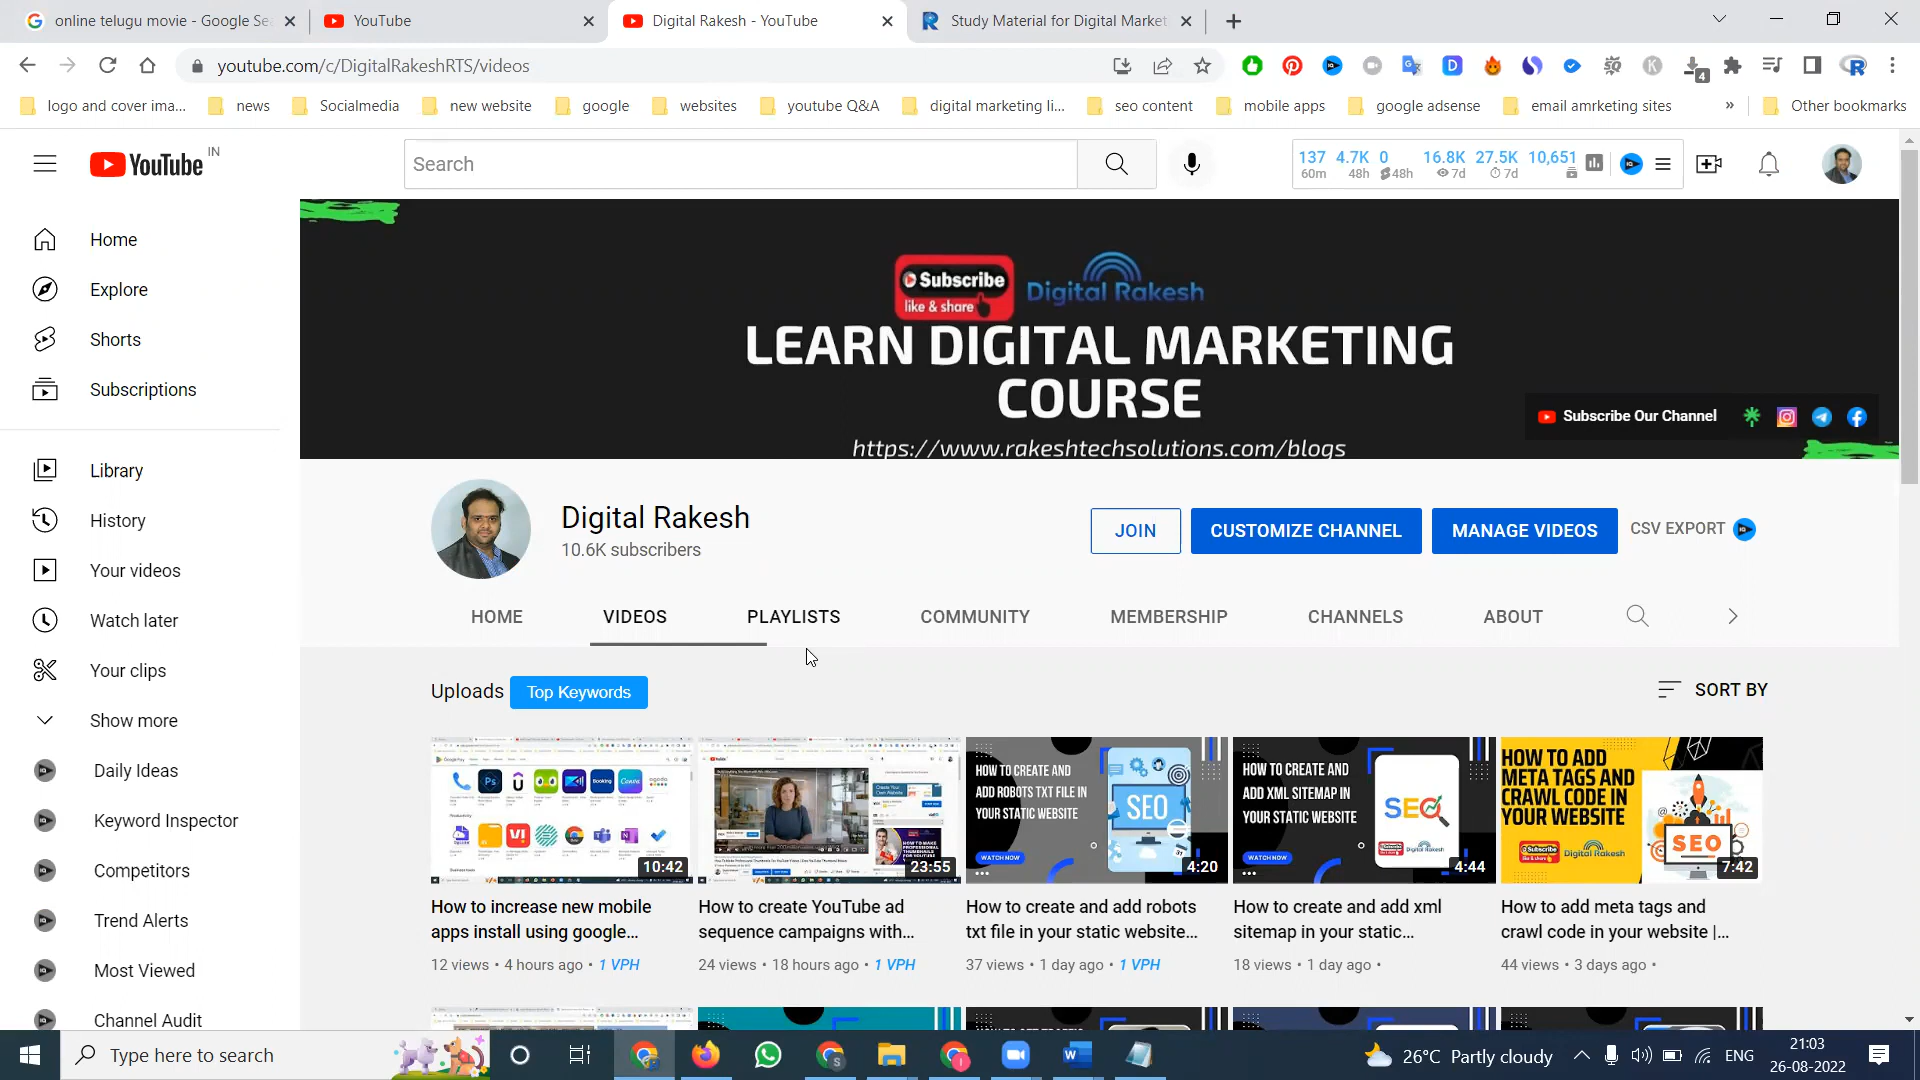 online telugu movie - Google Se
YouTube
Digital Rakesh - YouTube
Study Material for Digital Market
youtube.com/c/DigitalRakeshRTS/videos
4
logo and cover ima...
news
Socialmedia
new website
google
websites
youtube Q&A
digital marketing li...
seo content
mobile apps
google adsense
email amrketing sites
»
Other bookmarks
YouTube IN
Search
137 4.7K 0 16.8K 27.5K 10,651
60m 48h 48h 7d 7d
Home
Explore
Shorts
Subscriptions
Library
History
Your videos
Watch later
Your clips
Show more
Daily Ideas
Keyword Inspector
Competitors
Trend Alerts
Most Viewed
Channel Audit
Subscribe
like & share
Digital Rakesh
LEARN DIGITAL MARKETING
COURSE
https://www.rakeshtechsolutions.com/blogs
Subscribe Our Channel
Digital Rakesh
10.6K subscribers
JOIN
CUSTOMIZE CHANNEL
MANAGE VIDEOS
CSV EXPORT
HOME
VIDEOS
PLAYLISTS
COMMUNITY
MEMBERSHIP
CHANNELS
ABOUT
Uploads
Top Keywords
SORT BY
10:42
How to increase new mobile
apps install using google...
12 views • 4 hours ago • 1 VPH
23:55
How to create YouTube ad
sequence campaigns with...
24 views • 18 hours ago • 1 VPH
HOW TO CREATE AND
ADD ROBOTS TXT FILE IN
YOUR STATIC WEBSITE
SEO
WATCH NOW
4:20
How to create and add robots
txt file in your static website...
37 views • 1 day ago • 1 VPH
HOW TO CREATE AND
ADD XML SITEMAP IN
YOUR STATIC WEBSITE
SEO
WATCH NOW
4:44
How to create and add xml
sitemap in your static...
18 views • 1 day ago •
HOW TO ADD
META TAGS AND
CRAWL CODE IN
YOUR WEBSITE
Subscribe
Digital Rakesh
SEO
7:42
How to add meta tags and
crawl code in your website |...
44 views • 3 days ago •
Type here to search
26°C Partly cloudy
ENG
21:03
26-08-2022